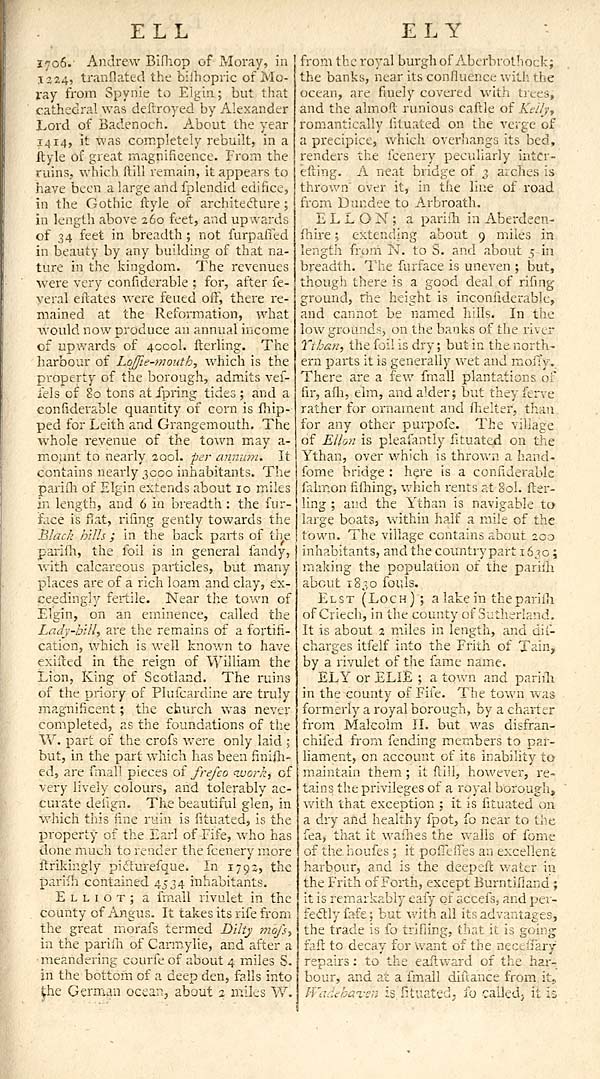 ELL
ELY
1706. Andrew Biſhop of Moray, in
1224, tranſlated the biſhopric of Mo-
ray from Spynie to Elgin; but that
cathedral was deſtroyed by Alexander
Lord of Badenoch. About the year
1414, it was completely rebuilt, in a
ſtyle of great magnificence. From the
ruins, which ſtill remain, it appears to
have been a large and ſplendid edifice,
in the Gothic ſtyle of architecture;
in length above 260 feet, and upwards
of 34 feet in breadth; not ſurpaſſed
in beauty by any building of that na-
ture in the kingdom. The revenues
were very conſiderable; for, after ſe-
veral eſtates were feued off, there re-
mained at the Reformation, what
would now produce an annual income
of upwards of 4000l. ſterling. The
harbour of Loſſie-mouth, which is the
property of the borough, admits veſ-
ſels of 80 tons at ſpring tides; and a
conſiderable quantity of corn is ſhip-
ped for Leith and Grangemouth. The
whole revenue of the town may a-
mount to nearly 200l. per annum. It
contains nearly 3000 inhabitants. The
pariſh of Elgin extends about 10 miles
in length, and 6 in breadth: the ſur-
face is flat, riſing gently towards the
Black hills; in the back parts of the
pariſh, the ſoil is in general ſandy,
with calcareous particles, but many
places are of a rich loam and clay, ex-
ceedingly fertile. Near the town of
Elgin, on an eminence, called the
Lady-hill, are the remains of a fortifi-
cation, which is well known to have
exiſted in the reign of William the
Lion, King of Scotland. The ruins
of the priory of Pluſcardine are truly
magnificent; the church was never
completed, as the foundations of the
W. part of the croſs were only laid;
but, in the part which has been finiſh-
ed, are ſmall pieces of freſco work, of
very lively colours, and tolerably ac-
curate deſign. The beautiful glen, in
which this fine ruin is ſituated, is the
property of the Earl of Fife, who has
done much to render the ſcenery more
ſtrikingly pictureſque. In 1792, the
pariſh contained 4534 inhabitants.
ELLIOT; a ſmall rivulet in the
county of Angus. It takes its riſe from
the great moraſs termed Dilty moſs,
in the pariſh of Carmylie, and after a
meandering courſe of about 4 miles S.
in the bottom of a deep den, falls into
the German ocean, about 2 miles W.
from the royal burgh of Aberbrothock;
the banks, near its confluence with the
ocean, are finely covered with trees,
and the almoſt runious caſtle of Kelly,
romantically ſituated on the verge of
a precipice, which overhangs its bed,
renders the ſcenery peculiarly inter-
eſting. A neat bridge of 3 arches is
thrown over it, in the line of road
from Dundee to Arbroath.
ELLON; a pariſh in Aberdeen-
ſhire; extending about 9 miles in
length from N. to S. and about 5 in
breadth. The ſurface is uneven; but,
though there is a good deal of riſing
ground, the height is inconſiderable,
and cannot be named hills. In the
low grounds, on the banks of the river
Ythan, the ſoil is dry; but in the north-
ern parts it is generally wet and moſſy.
There are a few ſmall plantations of
fir, aſh, elm, and alder; but they ſerve
rather for ornament and ſhelter, than
for any other purpoſe. The village
of Ellon is pleaſantly ſituated on the
Ythan, over which is thrown a hand-
ſome bridge: here is a conſiderable
ſalmon fiſhing, which rents at 80l. ſter-
ling; and the Ythan is navigable to
large boats, within half a mile of the
town. The village contains about 200
inhabitants, and the country part 1630;
making the population of the pariſh
about 1830 ſouls.
ELST (LOCH); a lake in the pariſh
of Criech, in the county of Sutherland.
It is about 2 miles in length, and diſ-
charges itſelf into the Frith of Tain,
by a rivulet of the ſame name.
ELY or ELIE; a town and pariſh
in the county of Fife. The town was
formerly a royal borough, by a charter
from Malcolm II. but was disfran-
chiſed from ſending members to par-
liament, on account of its inability to
maintain them; it ſtill, however, re-
tains the privileges of a royal borough,
with that exception; it is ſituated on
a dry and healthy ſpot, ſo near to the
ſea, that it waſhes the walls of ſome
of the houſes; it poſſeſſes an excellent
harbour, and is the deepeſt water in
the Frith of Forth, except Burntiſland;
it is remarkably eaſy of acceſs, and per-
fectly ſafe; but with all its advantages,
the trade is ſo trifling, that it is going
faſt to decay for want of the neceſſary
repairs: to the eaſtward of the har-
bour, and at a ſmall diſtance from it,
Wadehaven is ſituated, ſo called, it is